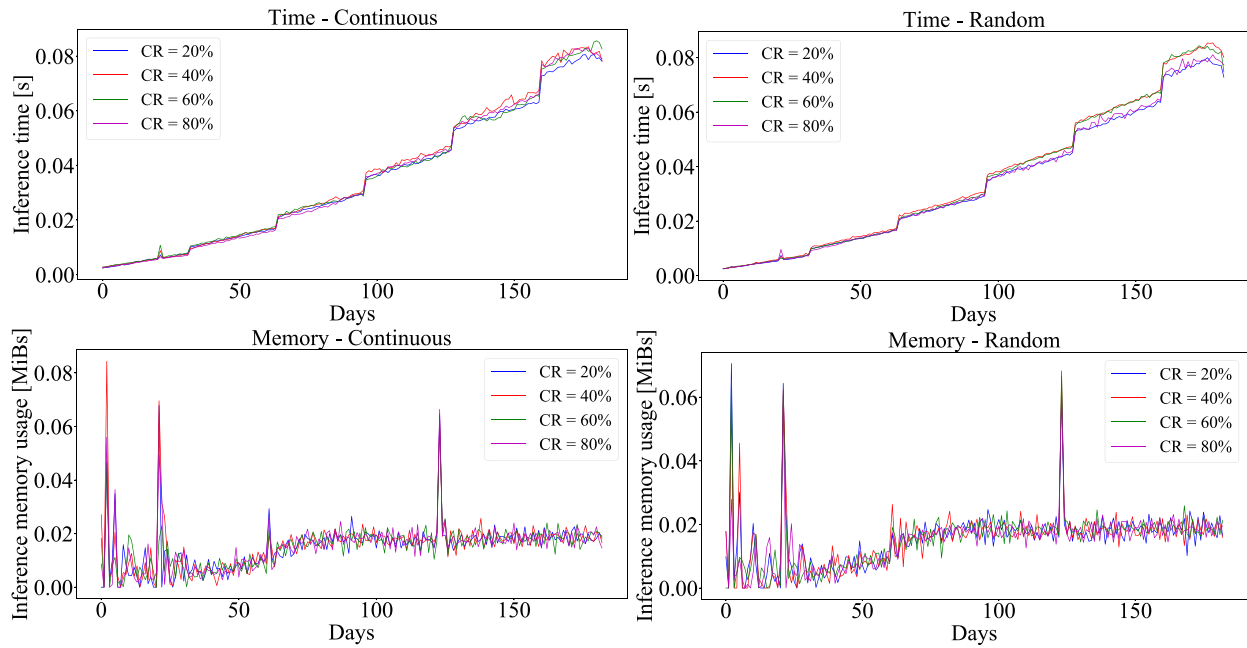 Time - Continuous
Inference time [s]
0.08
0.06
0.04
0.02
0.00
CR = 20%
CR = 40%
CR = 60%
CR = 80%
0
50
100
150
Days
Time - Random
Inference time [s]
0.08
0.06
0.04
0.02
0.00
CR = 20%
CR = 40%
CR = 60%
CR = 80%
0
50
100
150
Days
Memory - Continuous
Inference memory usage [MiBs]
0.08
0.06
0.04
0.02
0.00
CR = 20%
CR = 40%
CR = 60%
CR = 80%
0
50
100
150
Days
Memory - Random
Inference memory usage [MiBs]
0.06
0.04
0.02
0.00
CR = 20%
CR = 40%
CR = 60%
CR = 80%
0
50
100
150
Days